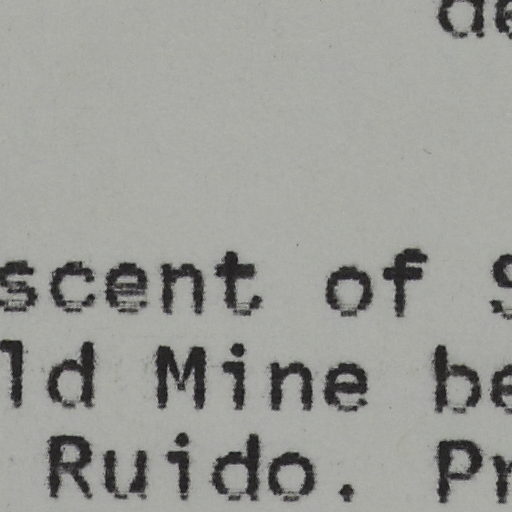 de
scent of S
ld Mine be
Ruido. Pr